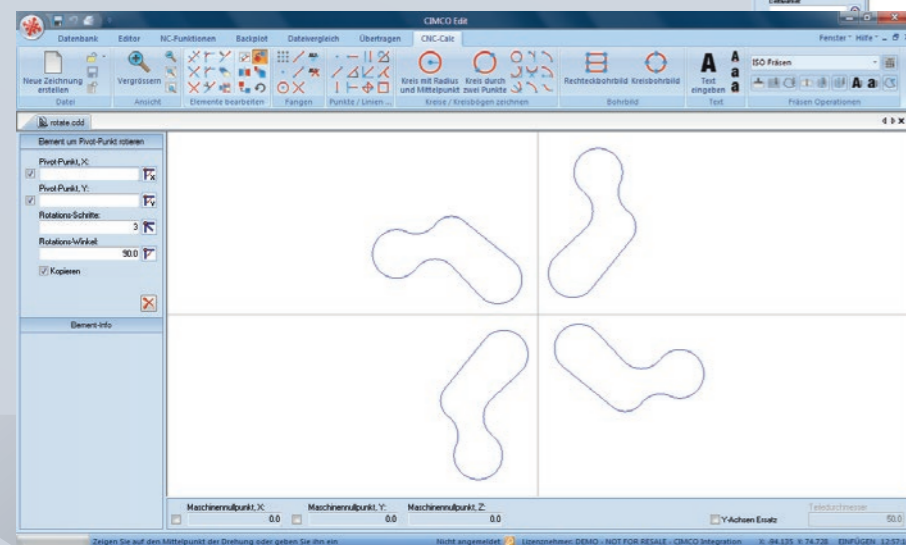 CIMCO Edit
Datenbank Editor NC-Funktionen Backplot Dateivergleich Übertragen CNC-Calc Fenster Hilfe
Neue Zeichnung erstellen
Vergrössern
Kreis mit Radius und Mittelpunkt
Kreis durch zwei Punkte
Rechteckbohrbild Kreisbohrbild
A
Text eingeben
A
a
a
ISO Fräsen
Datei Ansicht Elemente bearbeiten Fangen Punkte / Linien ... Kreise / Kreisbögen zeichnen Bohrbild Text Fräsen Operationen
rotate.cdd
Element um Pivot-Punkt rotieren
Pivot-Punkt, X:
Pivot-Punkt, Y:
Rotations-Schritte:
3
Rotations-Winkel:
90.0
Kopieren
Element-Info
Maschinennullpunkt, X: Maschinennullpunkt, Y: Maschinennullpunkt, Z: Teiledurchmesser
0.0 0.0 0.0 Y-Achsen Ersatz 50.0
Zeigen Sie auf den Mittelpunkt der Drehung oder geben Sie ihn ein Nicht angemeldet Lizenznehmer: DEMO - NOT FOR RESALE - CIMCO Integration X: -94.135 Y: 74.728 EINFÜGEN